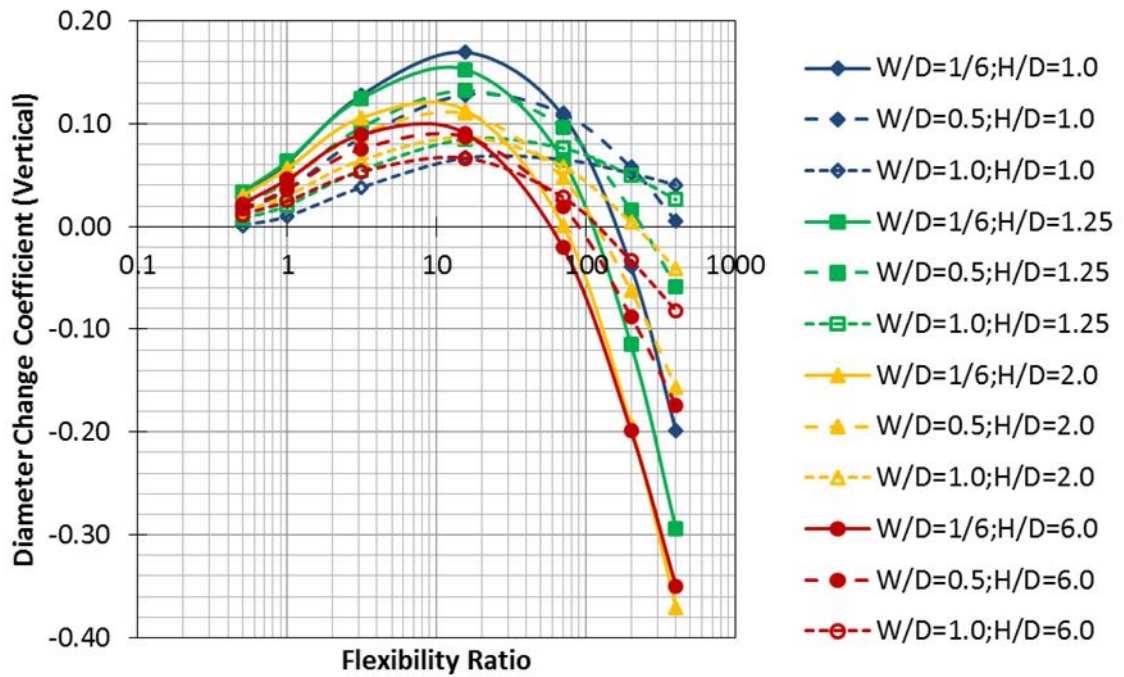 0.20
0.10
0.00
-0.10
-0.20
-0.30
-0.40
0.1
1
10
100
1000
Diameter Change Coefficient (Vertical)
Flexibility Ratio
W/D=1/6;H/D=1.0
W/D=0.5;H/D=1.0
W/D=1.0;H/D=1.0
W/D=1/6;H/D=1.25
W/D=0.5;H/D=1.25
W/D=1.0;H/D=1.25
W/D=1/6;H/D=2.0
W/D=0.5;H/D=2.0
W/D=1.0;H/D=2.0
W/D=1/6;H/D=6.0
W/D=0.5;H/D=6.0
W/D=1.0;H/D=6.0